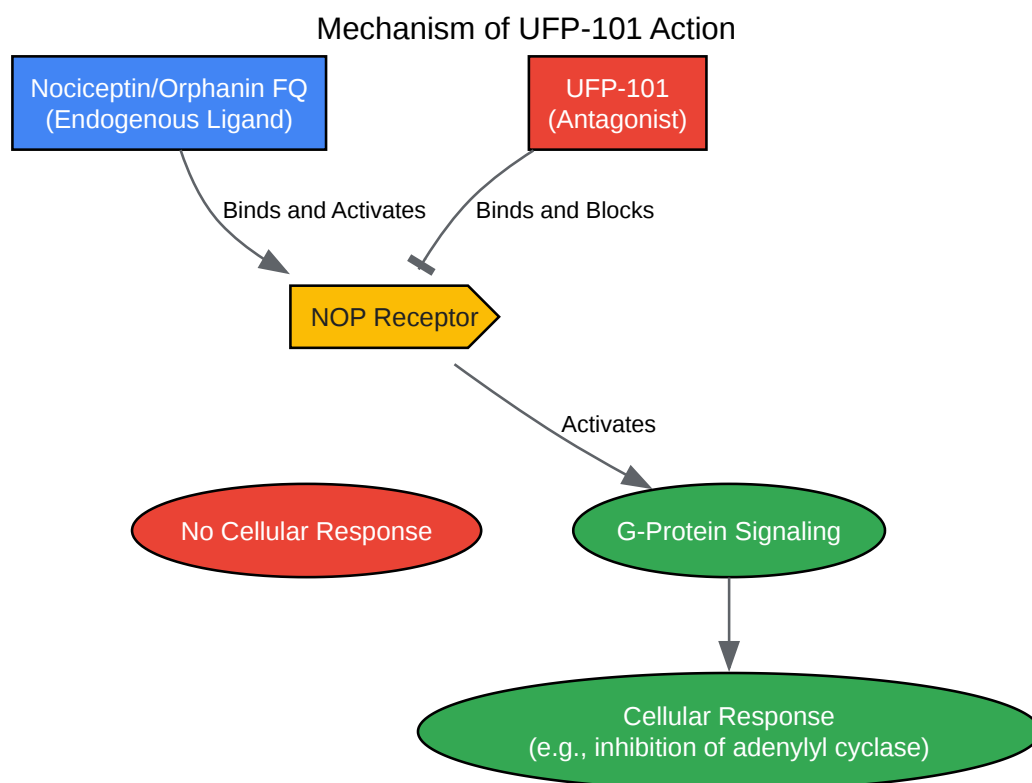 Mechanism of UFP-101 Action
Nociceptin/Orphanin FQ
(Endogenous Ligand)
UFP-101
(Antagonist)
Binds and Activates
Binds and Blocks
NOP Receptor
Activates
No Cellular Response
G-Protein Signaling
Cellular Response
(e.g., inhibition of adenylyl cyclase)